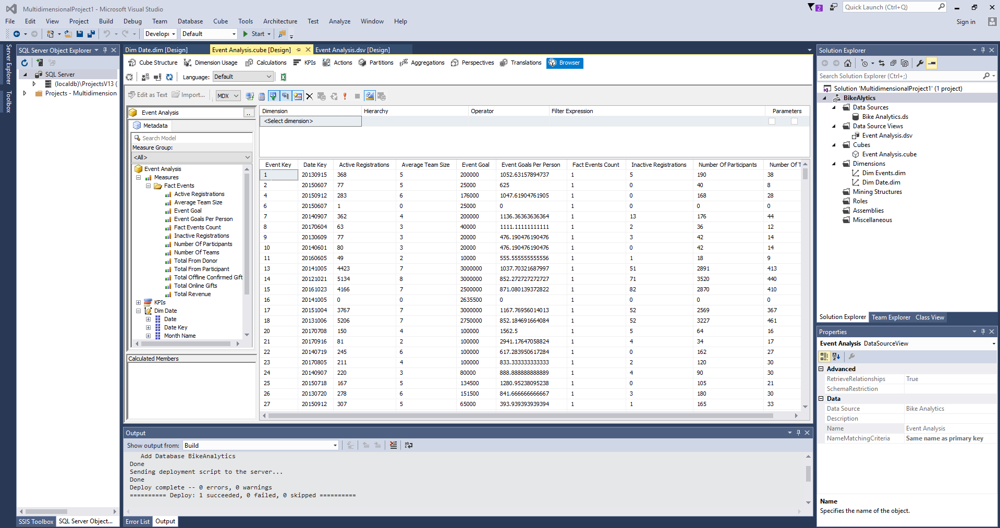 MultidimensionalProject1 - Microsoft Visual Studio
2
Quick Launch (Ctrl+Q)
File Edit View Project Build Debug Team Database Cube Tools Architecture Test Analyze Window Help
Sign in
Developi Default Start
Server Explorer
Toolbox
SQL Server Object Explorer
SQL Server
(localdb)\ProjectsV13 (
Projects - Multidimension
SSIS Toolbox SQL Server Object...
Dim Date.dim [Design] Event Analysis.cube [Design] Event Analysis.dsv [Design]
Cube Structure Dimension Usage Calculations KPIs Actions Partitions Aggregations Perspectives Translations Browser
Language: Default
Edit as Text Import... MDX
Event Analysis ..
Metadata
Search Model
Measure Group:
<All>
Event Analysis
Measures
Fact Events
Active Registrations
Average Team Size
Event Goal
Event Goals Per Person
Fact Events Count
Inactive Registrations
Number Of Participants
Number Of Teams
Total From Donor
Total From Participant
Total Offline Confirmed Gift
Total Online Gifts
Total Revenue
KPIs
Dim Date
Date
Date Key
Month Name
Calculated Members
Dimension Hierarchy Operator Filter Expression Parameters
<Select dimension>
Event Key Date Key Active Registrations Average Team Size Event Goal Event Goals Per Person Fact Events Count Inactive Registrations Number Of Participants Number Of T
1 20130915 368 5 200000 1052.63157894737 1 5 190 38
2 20150607 77 5 25000 625 1 0 40 8
4 20150912 283 6 176000 1047.61904761905 1 0 168 28
6 20150607 1 0 25000 0 1 0 0 0
7 20140907 362 4 200000 1136.36363636364 1 13 176 44
8 20170604 63 3 40000 1111.11111111111 1 2 36 12
9 20130609 77 3 20000 476.190476190476 1 3 42 14
10 20140601 80 3 20000 476.190476190476 1 0 42 14
11 20160605 49 2 10000 555.555555555556 1 1 18 9
13 20141005 4423 7 3000000 1037.70321687997 1 51 2891 413
14 20121021 5134 8 3000000 852.272727272727 1 71 3520 440
15 20161023 4166 7 2500000 871.080139372822 1 82 2870 410
16 20141005 0 0 2635500 0 1 0 0 0
17 20151004 3767 7 3000000 1167.76956014013 1 52 2569 367
18 20131006 5206 7 2750000 852.184691664084 1 52 3227 461
20 20170708 150 4 100000 1562.5 1 5 64 16
21 20170916 81 2 100000 2941.17647058824 1 4 34 17
22 20140719 245 6 100000 617.283950617284 1 0 162 27
23 20170805 211 4 100000 833.333333333333 1 2 120 30
24 20140907 220 3 80000 888.888888888889 1 4 90 30
25 20150718 167 5 134500 1280.95238095238 1 0 105 21
26 20130720 278 6 151500 841.666666666667 1 3 180 30
27 20150912 307 5 65000 393.939393939394 1 1 165 33
Output
Show output from: Build
Add Database BikeAnalytics
Done
Sending deployment script to the server...
Done
Deploy complete -- 0 errors, 0 warnings
========== Deploy: 1 succeeded, 0 failed, 0 skipped ==========
Error List Output
Solution Explorer
Search Solution Explorer (Ctrl+;)
Solution 'MultidimensionalProject1' (1 project)
BikeAlytics
Data Sources
Bike Analytics.ds
Data Source Views
Event Analysis.dsv
Cubes
Event Analysis.cube
Dimensions
Dim Events.dim
Dim Date.dim
Mining Structures
Roles
Assemblies
Miscellaneous
Solution Explorer Team Explorer Class View
Properties
Event Analysis DataSourceView
Advanced
RetrieveRelationships True
SchemaRestriction
Data
Data Source Bike Analytics
Description
Name Event Analysis
NameMatchingCriteria Same name as primary key
Name
Specifies the name of the object.